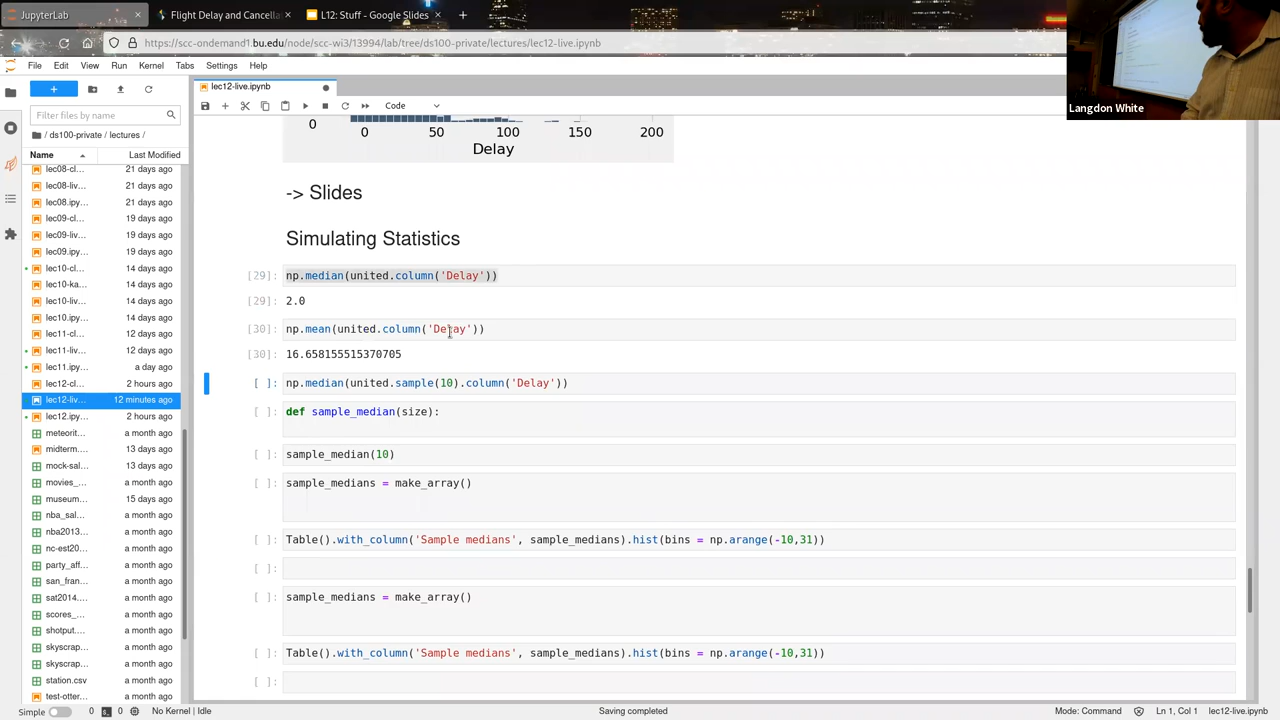 JupyterLab
Flight Delay and Cancella
L12: Stuff - Google Slides
https://scc-ondemand1.bu.edu/node/scc-wi3/13994/lab/tree/ds100-private/lectures/lec12-live.ipynb
Langdon White
File Edit View Run Kernel Tabs Settings Help
lec12-live.ipynb
Code
Filter files by name
/ ds100-private / lectures /
Name Last Modified
lec08-cl... 21 days ago
lec08-liv... 21 days ago
lec08.ipy... 21 days ago
lec09-cl... 19 days ago
lec09-liv... 19 days ago
lec09.ipy... 19 days ago
lec10-cl... 14 days ago
lec10-ka... 14 days ago
lec10-liv... 14 days ago
lec10.ipy... 14 days ago
lec11-cl... 12 days ago
lec11-liv... 12 days ago
lec11.ipy... a day ago
lec12-cl... 2 hours ago
lec12-liv... 12 minutes ago
lec12.ipy... 2 hours ago
meteorit... a month ago
midterm.... 13 days ago
mock-sal... 13 days ago
movies_... a month ago
museum... 15 days ago
nba_sal... a month ago
nba2013... a month ago
nc-est20... a month ago
party_aff... a month ago
san_fran... a month ago
sat2014.... a month ago
scores_... a month ago
shotput.... a month ago
skyscrap... a month ago
skyscrap... a month ago
station.csv a month ago
test-otter... a month ago
0
0 50 100 150 200
Delay
-> Slides
Simulating Statistics
[29]: np.median(united.column('Delay'))
[29]: 2.0
[30]: np.mean(united.column('Delay'))
[30]: 16.658155515370705
[ ]: np.median(united.sample(10).column('Delay'))
[ ]: def sample_median(size):
[ ]: sample_median(10)
[ ]: sample_medians = make_array()
[ ]: Table().with_column('Sample medians', sample_medians).hist(bins = np.arange(-10,31))
[ ]:
[ ]: sample_medians = make_array()
[ ]: Table().with_column('Sample medians', sample_medians).hist(bins = np.arange(-10,31))
[ ]:
Simple 0 0 No Kernel | Idle Saving completed Mode: Command Ln 1, Col 1 lec12-live.ipynb